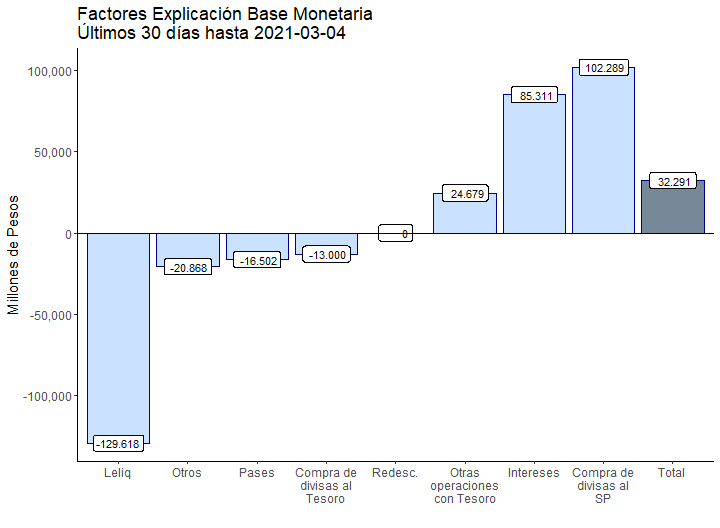 Factores Explicación Base Monetaria
Últimos 30 días hasta 2021-03-04
Millones de Pesos
100,000
50,000
0
-50,000
-100,000
-129.618
-20.868
-16.502
-13.000
0
24.679
85.311
102.289
32.291
Leliq
Otros
Pases
Compra de
divisas al
Tesoro
Redesc.
Otras
operaciones
con Tesoro
Intereses
Compra de
divisas al
SP
Total